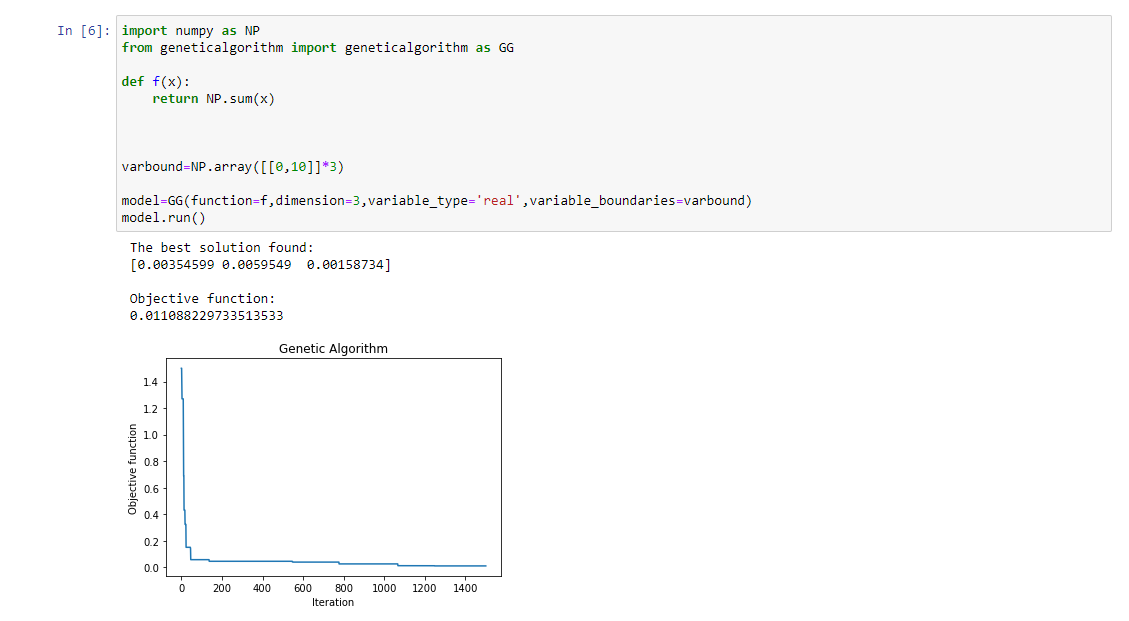 In [6]:
import numpy as NP
from geneticalgorithm import geneticalgorithm as GG
def f(x):
    return NP.sum(x)
varbound=NP.array([[0,10]]*3)
model=GG(function=f,dimension=3,variable_type='real',variable_boundaries=varbound)
model.run()
The best solution found:
[0.00354599 0.0059549  0.00158734]
Objective function:
0.011088229733513533
Genetic Algorithm
Objective function
1.4
1.2
1.0
0.8
0.6
0.4
0.2
0.0
0 200 400 600 800 1000 1200 1400
Iteration